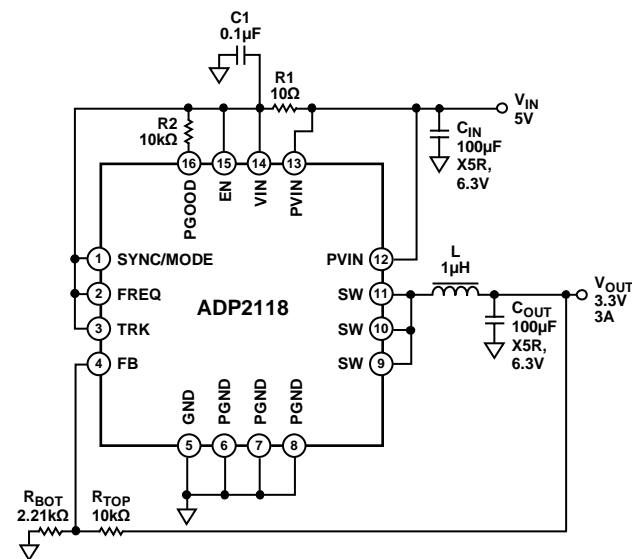 C1
0.1µF
R1
10Ω
VIN
5V
R2
10kΩ
CIN
100µF
X5R,
6.3V
16
15
14
13
PGOOD
EN
VIN
PVIN
1
SYNC/MODE
PVIN
12
2
FREQ
SW
11
3
TRK
SW
10
4
FB
SW
9
ADP2118
L
1µH
VOUT
3.3V
3A
COUT
100µF
X5R,
6.3V
GND
PGND
PGND
PGND
5
6
7
8
RBOT
2.21kΩ
RTOP
10kΩ